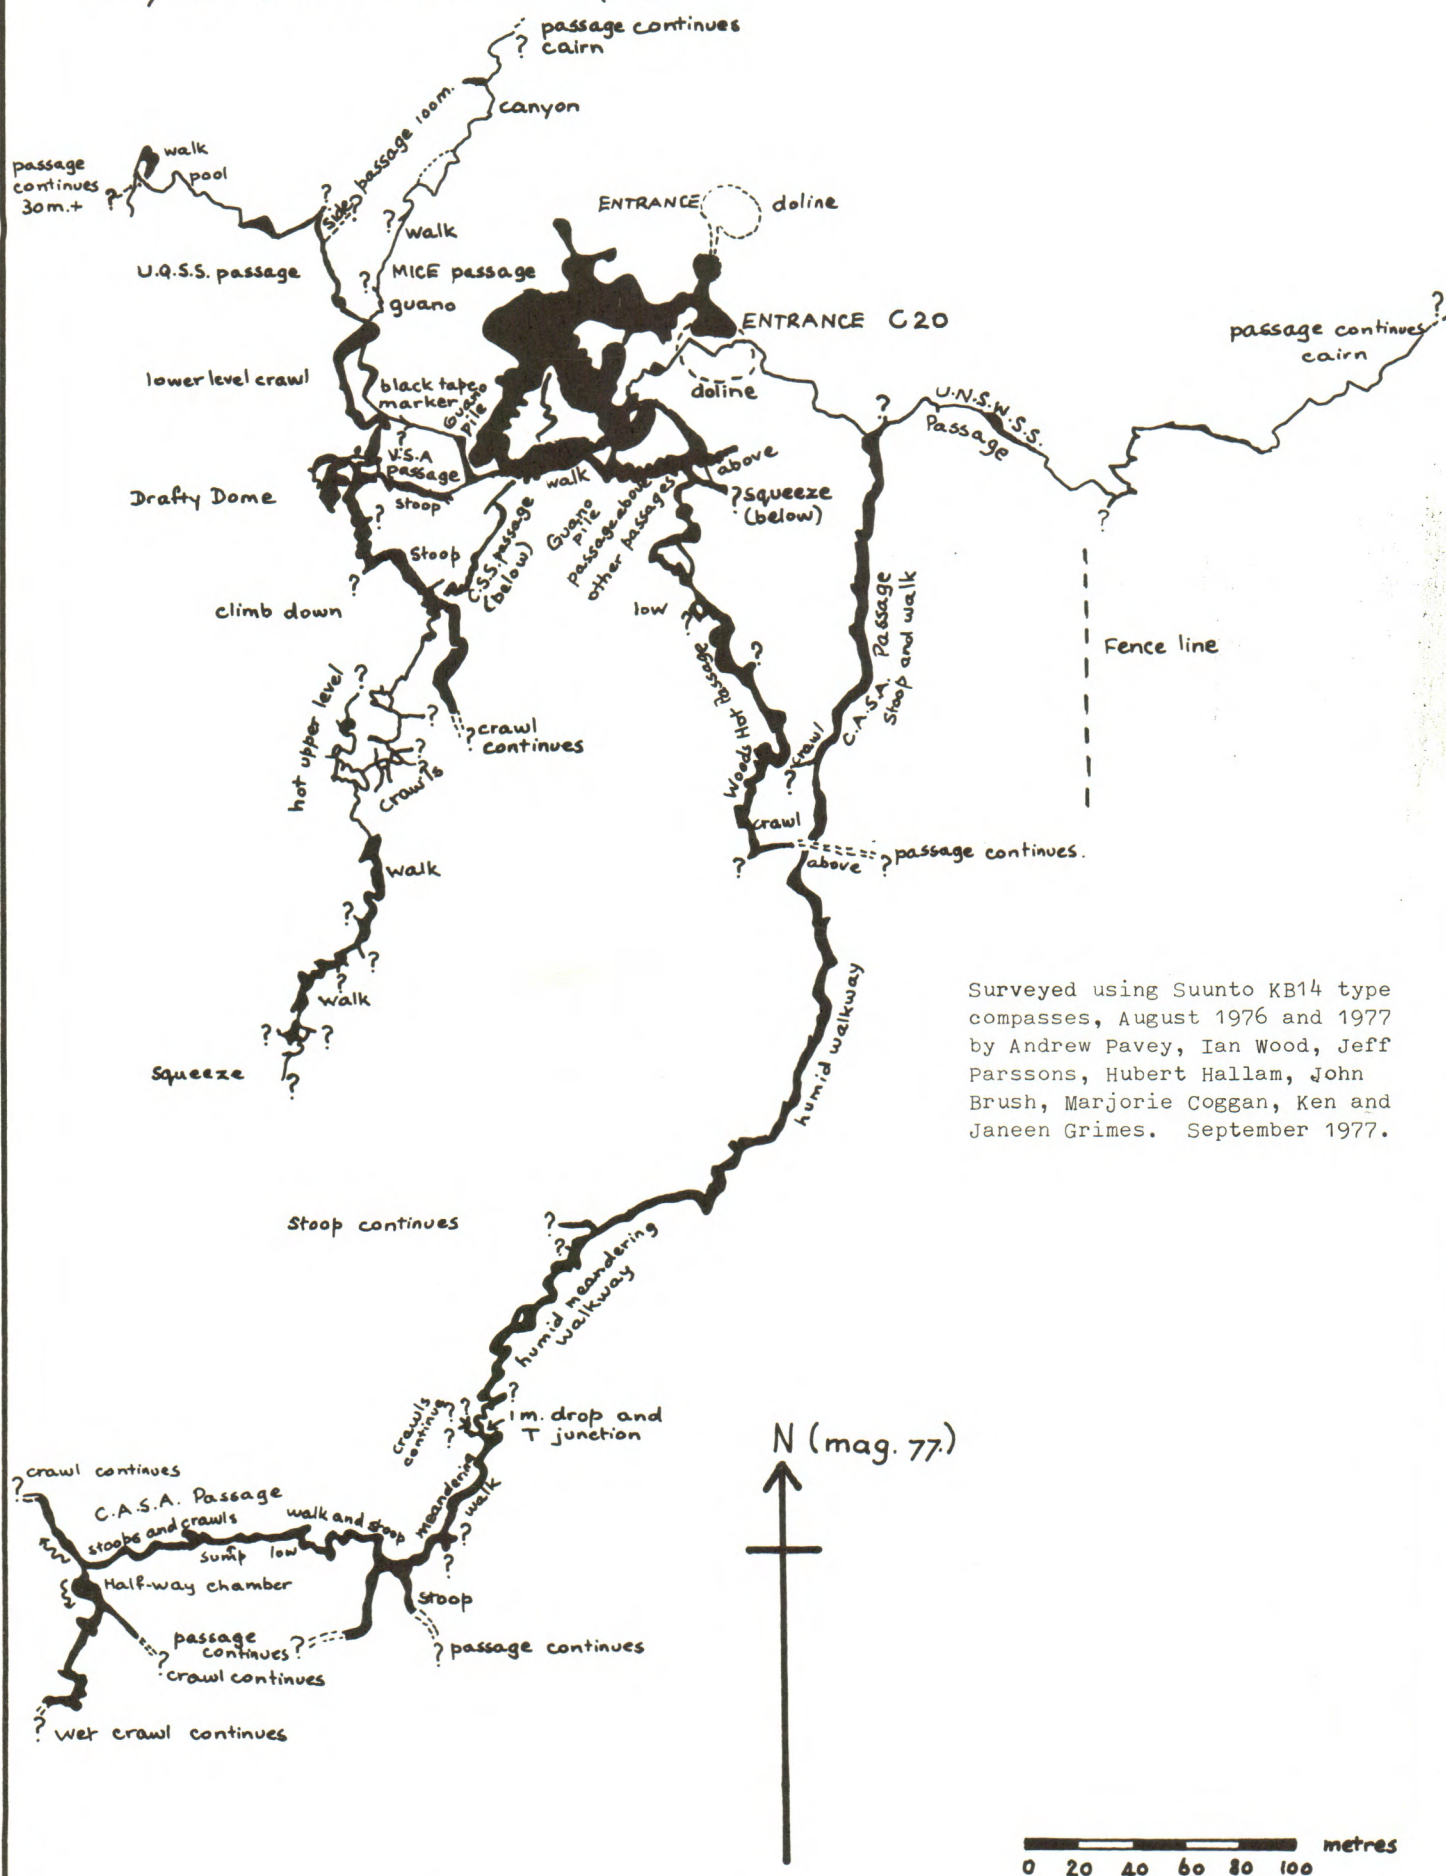 passage continues
? cairn
canyon
side passage 100m.
walk
pool
passage
continues ?
30m.+
?
?
walk
ENTRANCE
doline
U.Q.S.S. passage
?
MICE passage
guano
ENTRANCE C20
?
passage continues
cairn
lower level crawl
black tape
marker
Guano
pile
doline
?
U.N.S.W.S.S.
Passage
?
V.S.A
passage
above
Drafty Dome
stoop
walk
? squeeze
(below)
?
?
Stoop
C.S.S. passage
(below)
Guano
pile
passage above
other passages
?
climb down
low
?
?
C.A.S.A. Passage
Stoop and walk
Fence line
hot upper level
?
?
? crawl
continues
Woods Hot Passage
crawl
?
?
?
crawls
crawl
?
above
? passage continues.
walk
?
?
?
walk
? ?
squeeze
?
humid walkway
Surveyed using Suunto KB14 type
compasses, August 1976 and 1977
by Andrew Pavey, Ian Wood, Jeff
Parssons, Hubert Hallam, John
Brush, Marjorie Coggan, Ken and
Janeen Grimes. September 1977.
Stoop continues
?
?
humid meandering
walkway
?
crawls
continue
? ?
?
1m. drop and
T junction
N (mag. 77.)
meandering
walk
?
?
crawl continues
?
C.A.S.A. Passage
stoops and crawls
walk and stoop
sump
low
Half-way chamber
stoop
passage
continues ?
? passage continues
?
crawl continues
? wet crawl continues
metres
0 20 40 60 80 100